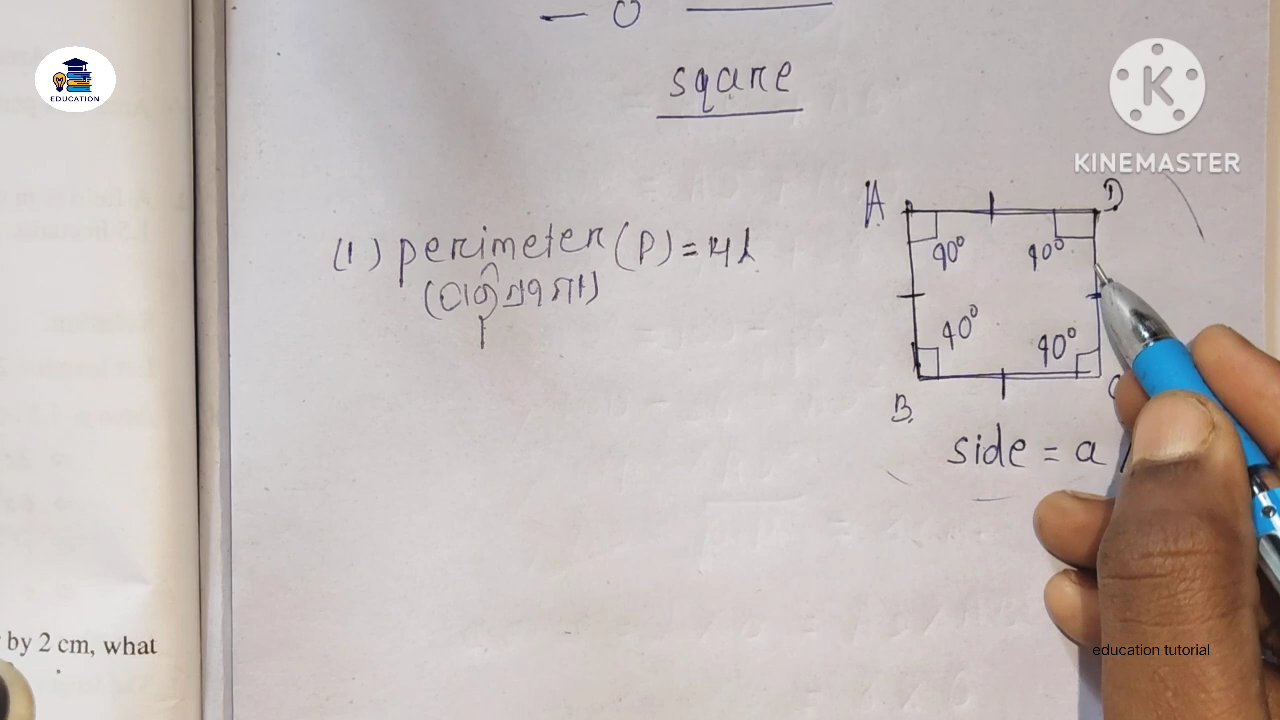 EDUCATION
KINEMASTER
sqare
A
D
(1) perimeter (P) = 4l
90°
90°
90°
90°
B
C
side = a
by 2 cm, what
education tutorial